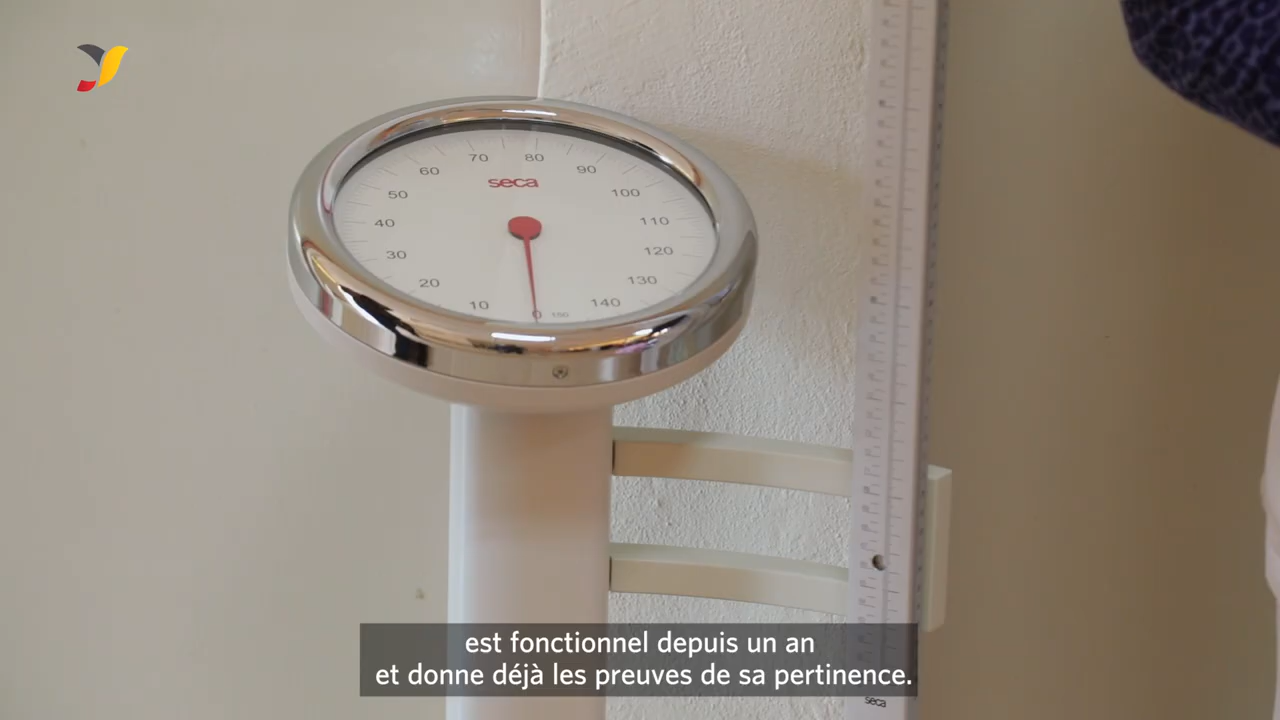 70 80
60 90
seca
50 100
40 110
30 120
20 130
10 140
0 150
seca
est fonctionnel depuis un an
et donne déjà les preuves de sa pertinence.